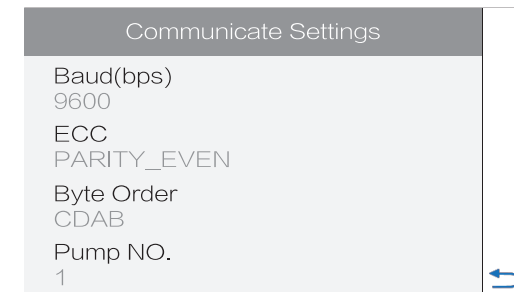 Communicate Settings
Baud(bps)
9600
ECC
PARITY_EVEN
Byte Order
CDAB
Pump NO.
1